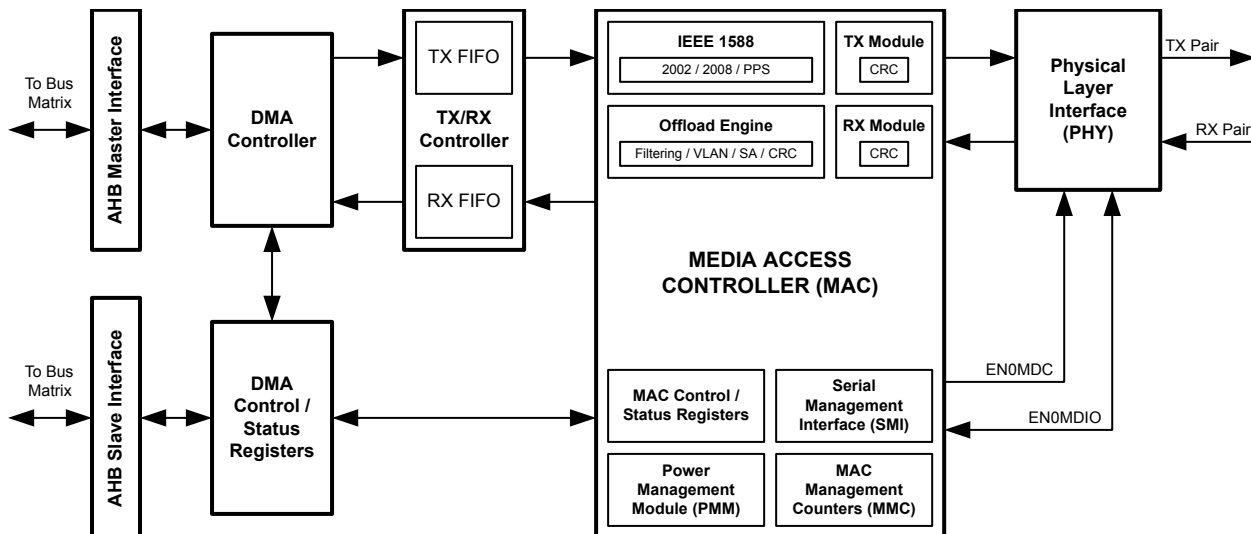 To Bus
Matrix
AHB Master Interface
DMA
Controller
TX FIFO
TX/RX
Controller
RX FIFO
IEEE 1588
2002 / 2008 / PPS
TX Module
CRC
Offload Engine
Filtering / VLAN / SA / CRC
RX Module
CRC
MEDIA ACCESS
CONTROLLER (MAC)
Physical
Layer
Interface
(PHY)
TX Pair
RX Pair
To Bus
Matrix
AHB Slave Interface
DMA
Control /
Status
Registers
MAC Control /
Status Registers
Serial
Management
Interface (SMI)
Power
Management
Module (PMM)
MAC
Management
Counters (MMC)
EN0MDC
EN0MDIO